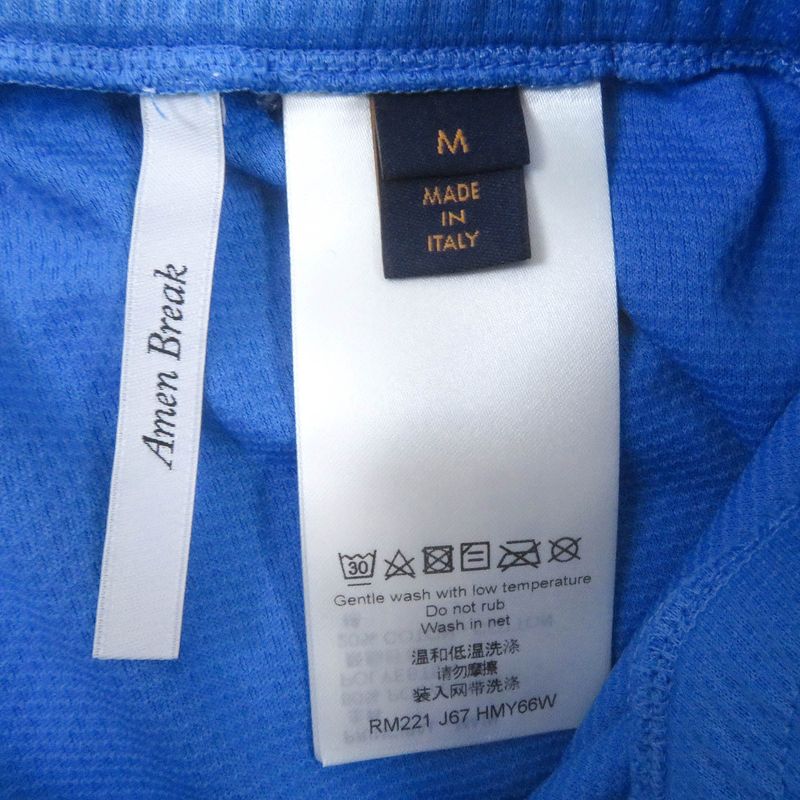 Amen Break
M
MADE
IN
ITALY
30
Gentle wash with low temperature
Do not rub
Wash in net
温和低温洗涤
请勿摩擦
装入网带洗涤
RM221 J67 HMY66W